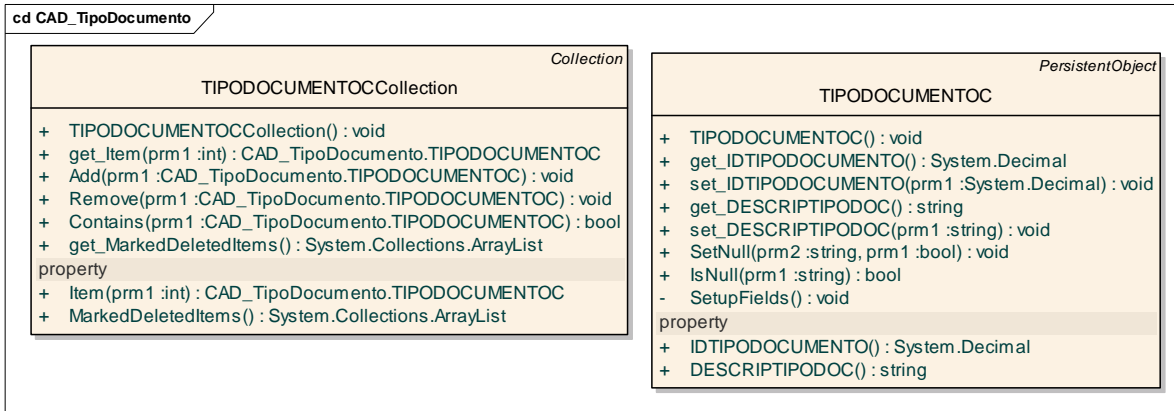 cd CAD_TipoDocumento
Collection
TIPODOCUMENTOCCollection
+ TIPODOCUMENTOCCollection() : void
+ get_Item(prm1 :int) : CAD_TipoDocumento.TIPODOCUMENTOC
+ Add(prm1 :CAD_TipoDocumento.TIPODOCUMENTOC) : void
+ Remove(prm1 :CAD_TipoDocumento.TIPODOCUMENTOC) : void
+ Contains(prm1 :CAD_TipoDocumento.TIPODOCUMENTOC) : bool
+ get_MarkedDeletedItems() : System.Collections.ArrayList
property
+ Item(prm1 :int) : CAD_TipoDocumento.TIPODOCUMENTOC
+ MarkedDeletedItems() : System.Collections.ArrayList
PersistentObject
TIPODOCUMENTOC
+ TIPODOCUMENTOC() : void
+ get_IDTIPODOCUMENTO() : System.Decimal
+ set_IDTIPODOCUMENTO(prm1 :System.Decimal) : void
+ get_DESCRIPTIPODOC() : string
+ set_DESCRIPTIPODOC(prm1 :string) : void
+ SetNull(prm2 :string, prm1 :bool) : void
+ IsNull(prm1 :string) : bool
- SetupFields() : void
property
+ IDTIPODOCUMENTO() : System.Decimal
+ DESCRIPTIPODOC() : string